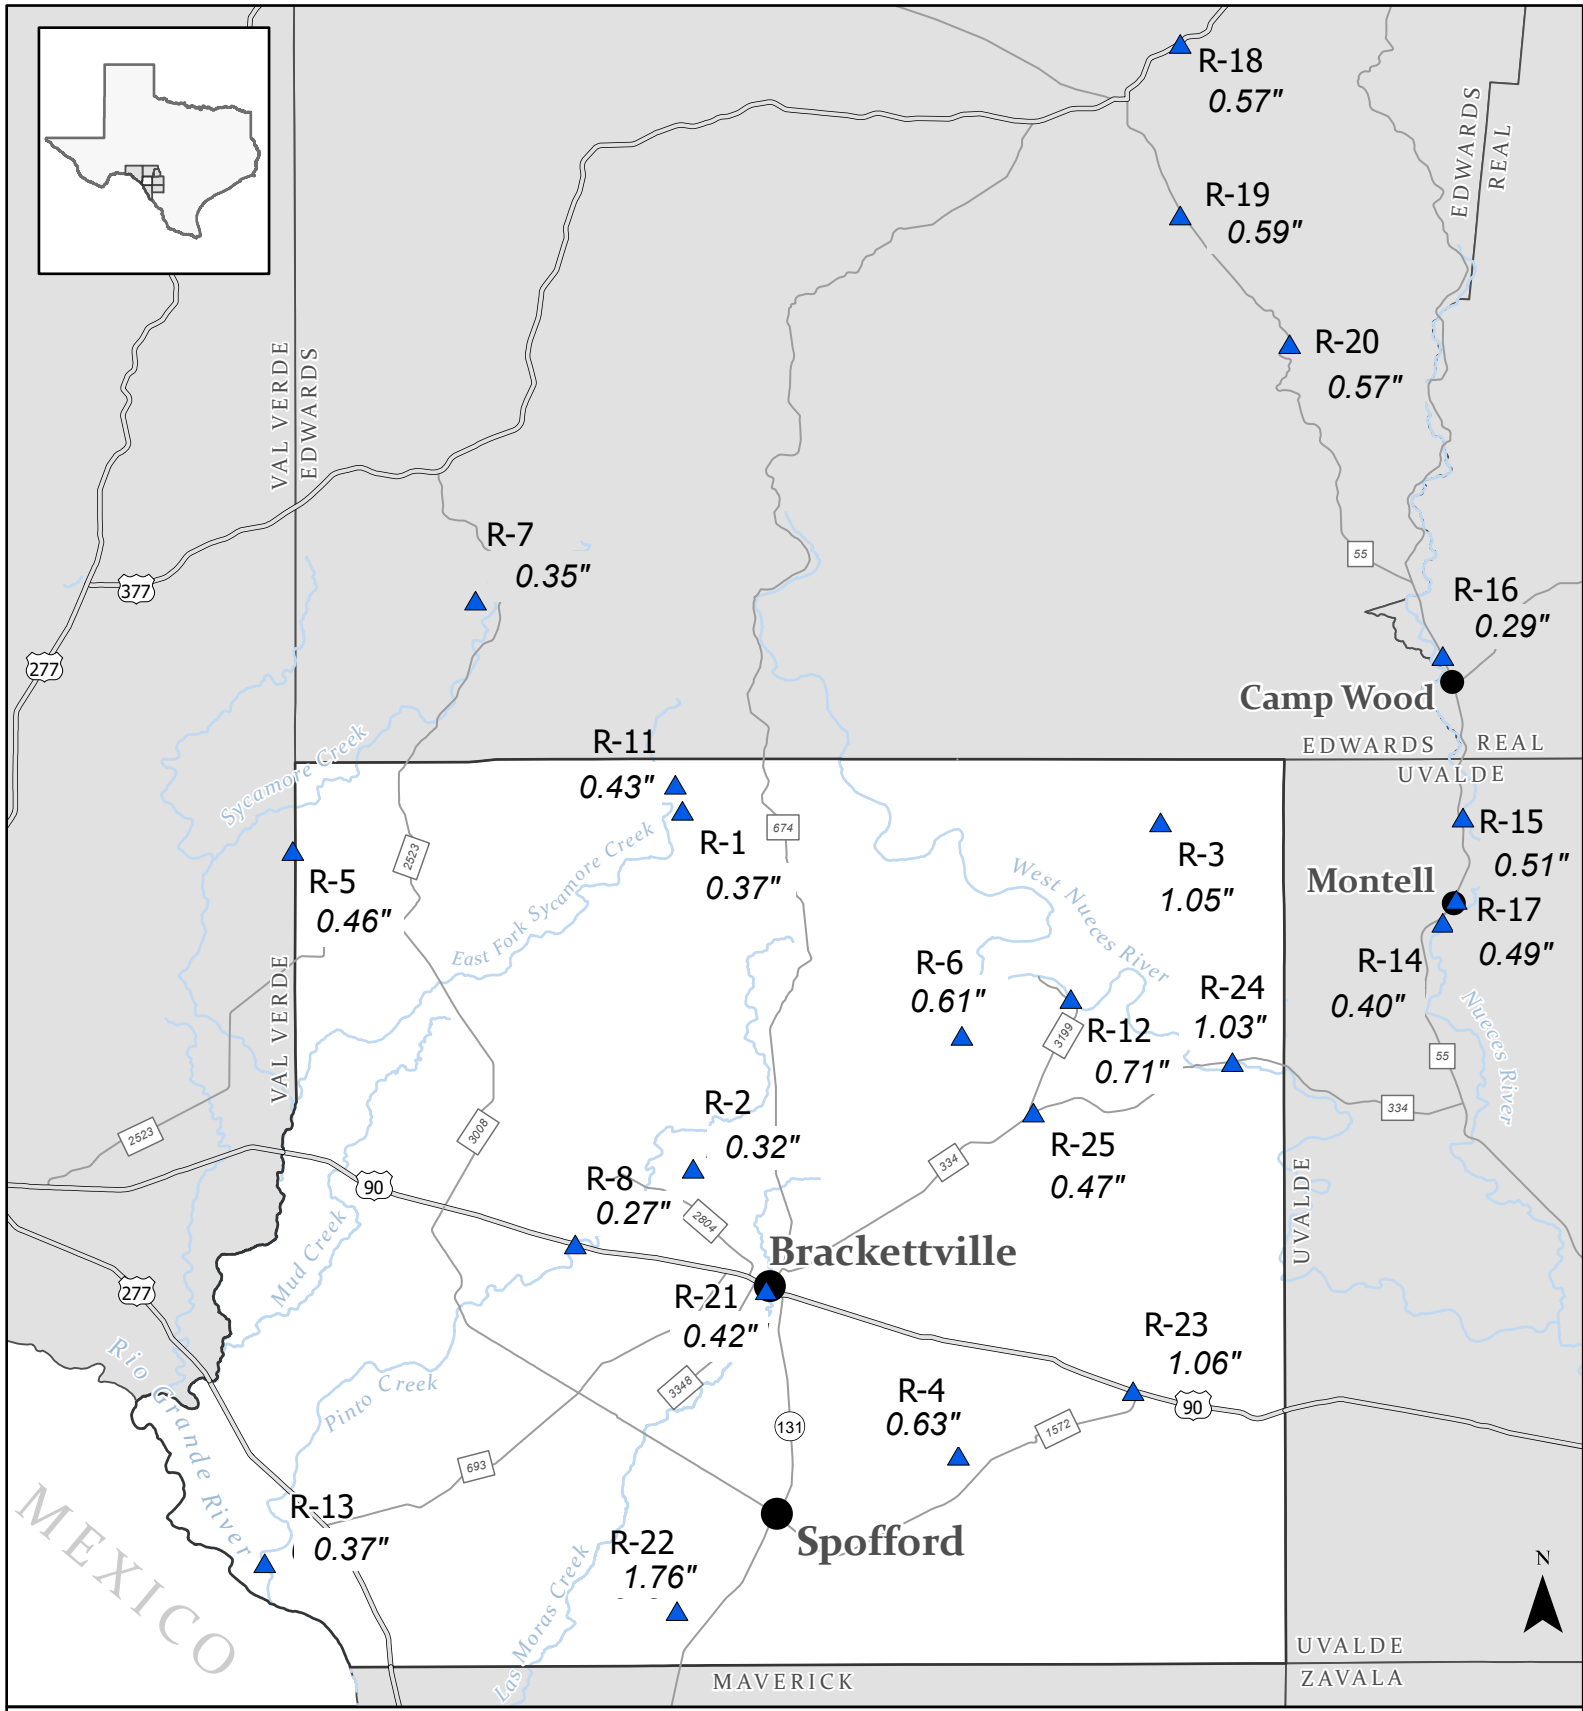 R-18
0.57"
EDWARDS
REAL
R-19
0.59"
R-20
0.57"
VAL VERDE
EDWARDS
R-7
0.35"
55
377
R-16
0.29"
277
Camp Wood
Sycamore Creek
R-11
0.43"
EDWARDS
REAL
UVALDE
R-1
0.37"
674
R-3
1.05"
R-15
0.51"
2523
R-5
0.46"
East Fork Sycamore Creek
West Nueces River
Montell
R-17
0.49"
R-14
0.40"
R-6
0.61"
R-24
1.03"
VAL VERDE
3199
R-12
0.71"
Nueces River
55
334
2523
3008
R-2
0.32"
R-25
0.47"
334
90
R-8
0.27"
2804
UVALDE
Mud Creek
Brackettville
277
R-21
0.42"
R-23
1.06"
Rio Grande River
Pinto Creek
3348
R-4
0.63"
90
131
1572
693
MEXICO
R-13
0.37"
Spofford
R-22
1.76"
Las Moras Creek
N
UVALDE
ZAVALA
MAVERICK